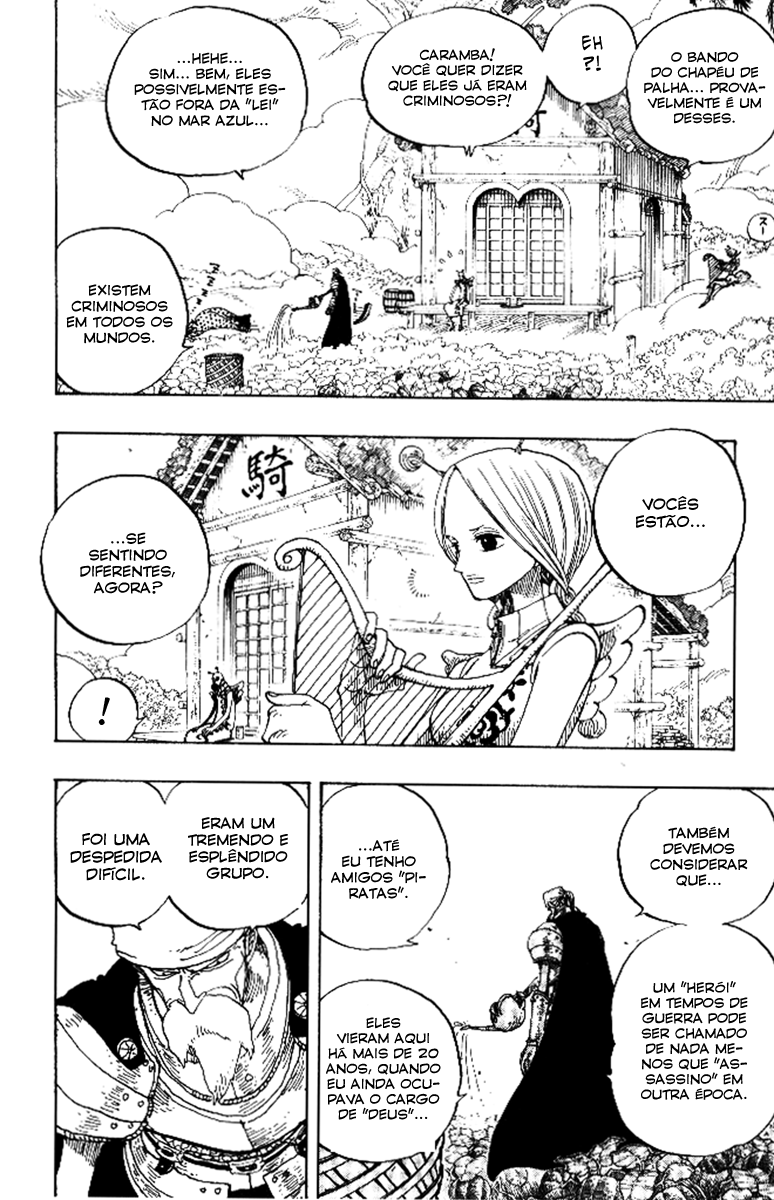 O BANDO
DO CHAPÉU DE
PALHA... PROVA-
VELMENTE É UM
DESSES.
EH
?!
CARAMBA!
VOCÊ QUER DIZER
QUE ELES JÁ ERAM
CRIMINOSOS?!
...HEHE...
SIM... BEM, ELES
POSSIVELMENTE ES-
TÃO FORA DA "LEI"
NO MAR AZUL...
スー
EXISTEM
CRIMINOSOS
EM TODOS OS
MUNDOS.
VOCÊS
ESTÃO...
騎
...SE
SENTINDO
DIFERENTES,
AGORA?
!
TAMBÉM
DEVEMOS
CONSIDERAR
QUE...
UM "HERÓI"
EM TEMPOS DE
GUERRA PODE
SER CHAMADO
DE NADA ME-
NOS QUE "AS-
SASSINO" EM
OUTRA ÉPOCA.
...ATÉ
EU TENHO
AMIGOS "PI-
RATAS".
ELES
VIERAM AQUI
HÁ MAIS DE 20
ANOS, QUANDO
EU AINDA OCU-
PAVA O CARGO
DE "DEUS"...
ERAM UM
TREMENDO E
ESPLÊNDIDO
GRUPO.
FOI UMA
DESPEDIDA
DIFÍCIL.